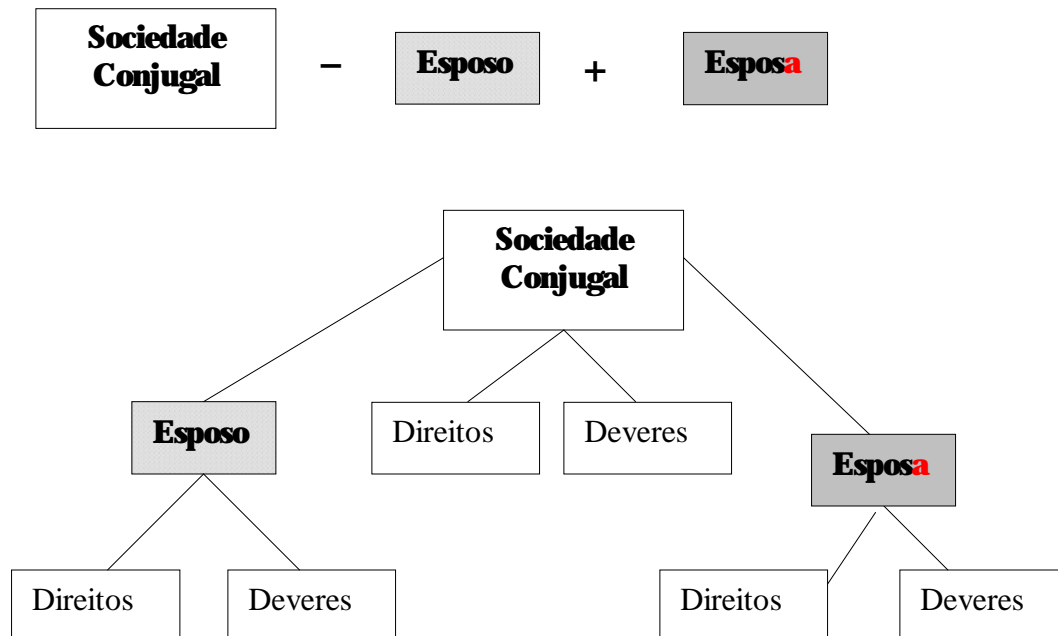 Sociedade
Conjugal
– Esposo + Esposa
Sociedade
Conjugal
Esposo
Direitos
Deveres
Esposa
Direitos
Deveres
Direitos
Deveres